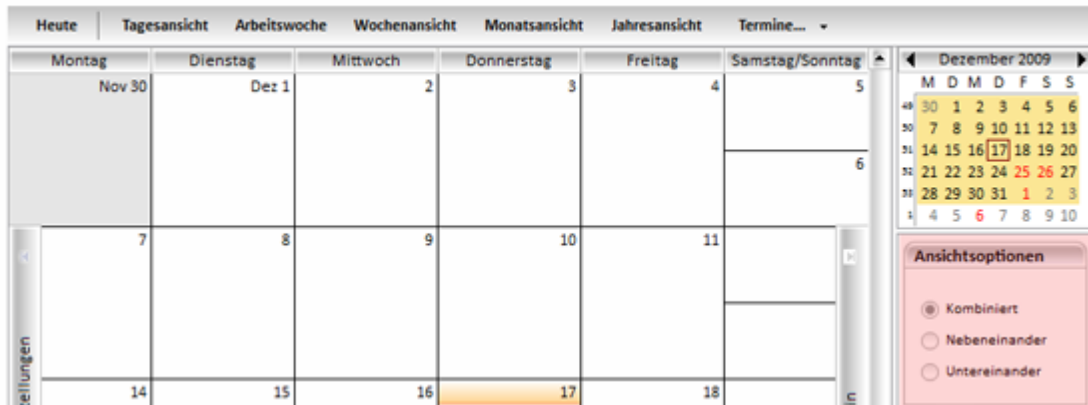 Heute Tagesansicht Arbeitswoche Wochenansicht Monatsansicht Jahresansicht Termine...
Montag Dienstag Mittwoch Donnerstag Freitag Samstag/Sonntag
Nov 30 Dez 1 2 3 4 5
6
7 8 9 10 11
14 15 16 17 18
Dezember 2009
M D M D F S S
49 30 1 2 3 4 5 6
50 7 8 9 10 11 12 13
51 14 15 16 17 18 19 20
52 21 22 23 24 25 26 27
53 28 29 30 31 1 2 3
1 4 5 6 7 8 9 10
Ansichtsoptionen
Kombiniert
Nebeneinander
Untereinander